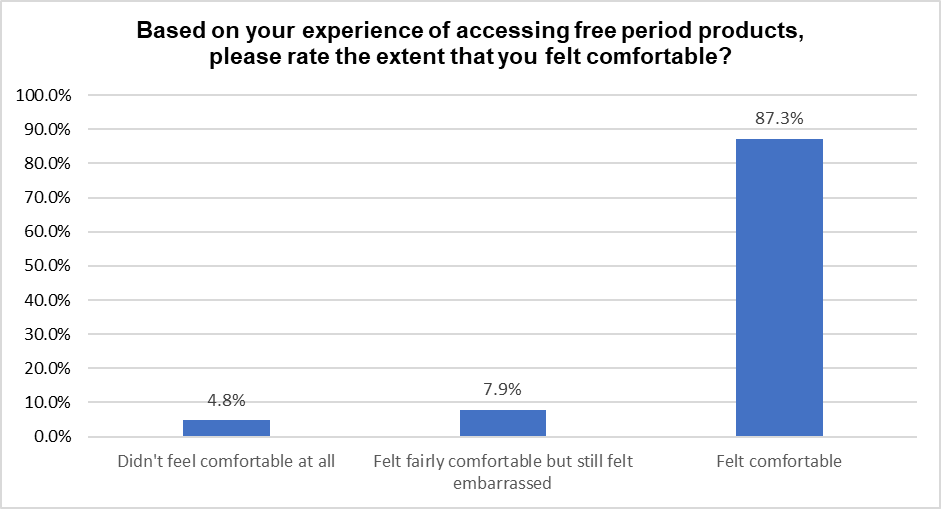 Based on your experience of accessing free period products,
please rate the extent that you felt comfortable?
100.0%
90.0%
80.0%
70.0%
60.0%
50.0%
40.0%
30.0%
20.0%
10.0%
0.0%
4.8%
7.9%
87.3%
Didn't feel comfortable at all
Felt fairly comfortable but still felt
embarrassed
Felt comfortable